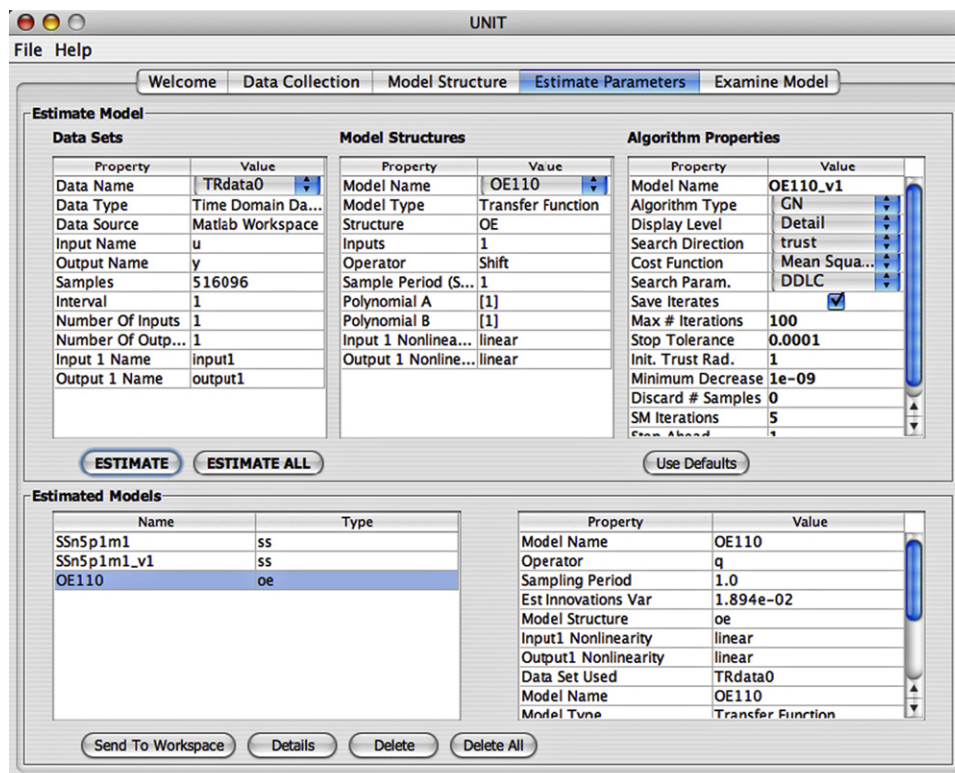 UNIT
File Help
Welcome Data Collection Model Structure Estimate Parameters Examine Model
Estimate Model
Data Sets
Property Value
Data Name TRdata0
Data Type Time Domain Da...
Data Source Matlab Workspace
Input Name u
Output Name y
Samples 516096
Interval 1
Number Of Inputs 1
Number Of Outp... 1
Input 1 Name input1
Output 1 Name output1
Model Structures
Property Value
Model Name OE110
Model Type Transfer Function
Structure OE
Inputs 1
Operator Shift
Sample Period (S... 1
Polynomial A [1]
Polynomial B [1]
Input 1 Nonlinea... linear
Output 1 Nonline... linear
Algorithm Properties
Property Value
Model Name OE110_v1
Algorithm Type GN
Display Level Detail
Search Direction trust
Cost Function Mean Squa...
Search Param. DDLC
Save Iterates
Max # Iterations 100
Stop Tolerance 0.0001
Init. Trust Rad. 1
Minimum Decrease 1e-09
Discard # Samples 0
SM Iterations 5
Step Ahead 1
ESTIMATE ESTIMATE ALL Use Defaults
Estimated Models
Name Type
SSn5p1m1 ss
SSn5p1m1_v1 ss
OE110 oe
Property Value
Model Name OE110
Operator q
Sampling Period 1.0
Est Innovations Var 1.894e-02
Model Structure oe
Input1 Nonlinearity linear
Output1 Nonlinearity linear
Data Set Used TRdata0
Model Name OE110
Model Type Transfer Function
Send To Workspace Details Delete Delete All